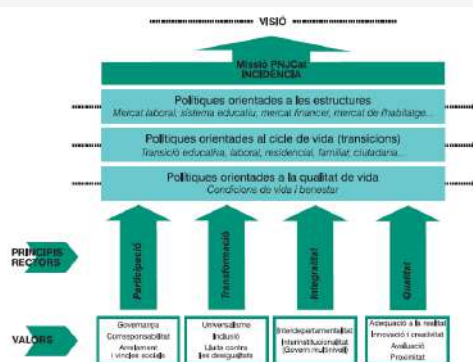 VISIÓ
Missió PNJCat
INCIDÈNCIA
Polítiques orientades a les estructures
Mercat laboral, sistema educatiu, mercat financer, mercat de l'habitatge...
Polítiques orientades al cicle de vida (transicions)
Transició educativa, laboral, residencial, familiar, ciutadana...
Polítiques orientades a la qualitat de vida
Condicions de vida i benestar
PRINCIPIS
RECTORS
Participació
Transformació
Integralitat
Qualitat
VALORS
Governança
Corresponsabilitat
Arrelament
i vincles socials
Universalisme
Inclusió
Lluita contra
les desigualtats
Interdepartamentalitat
Interinstitucionalitat
(Govern multinivell)
Adequació a la realitat
Innovació i creativitat
Avaluació
Proximitat